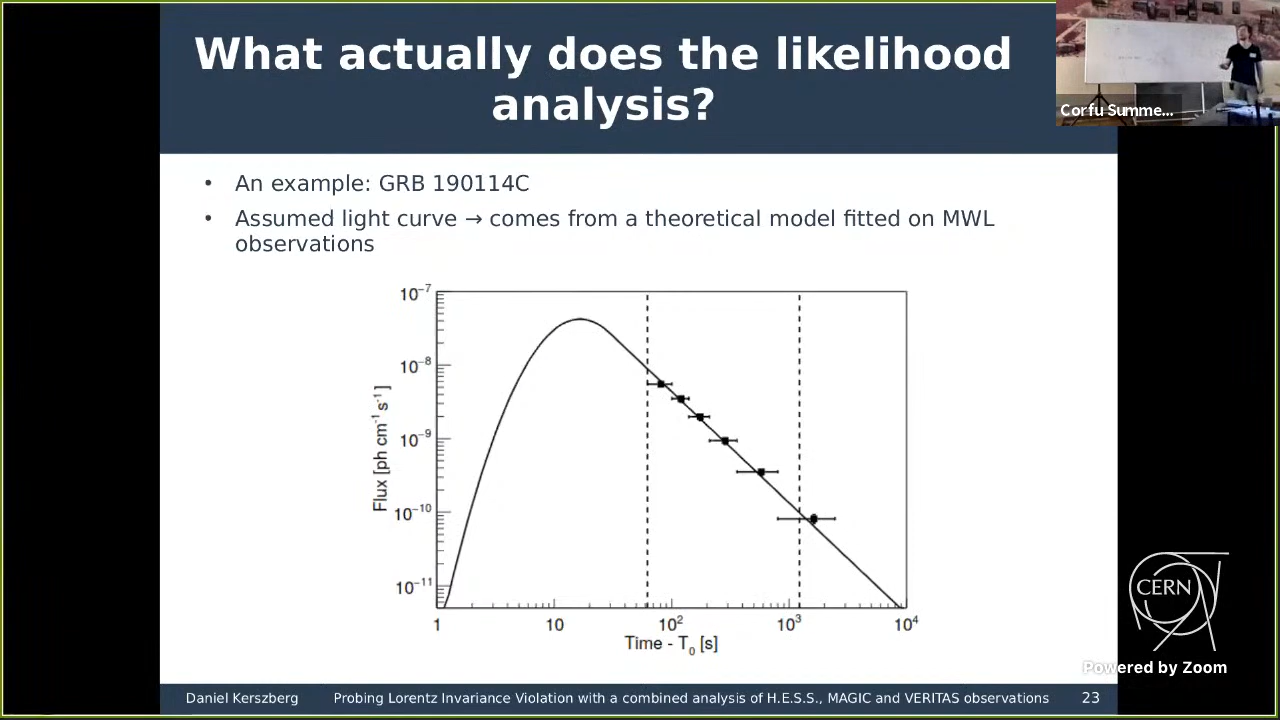 What actually does the likelihood
analysis?
Corfu Summe...
• An example: GRB 190114C
• Assumed light curve → comes from a theoretical model fitted on MWL
observations
Flux [ph cm⁻¹ s⁻¹]
10⁻⁷
10⁻⁸
10⁻⁹
10⁻¹⁰
10⁻¹¹
1 10 10² 10³ 10⁴
Time - T₀ [s]
CERN
Powered by Zoom
Daniel Kerszberg Probing Lorentz Invariance Violation with a combined analysis of H.E.S.S., MAGIC and VERITAS observations 23